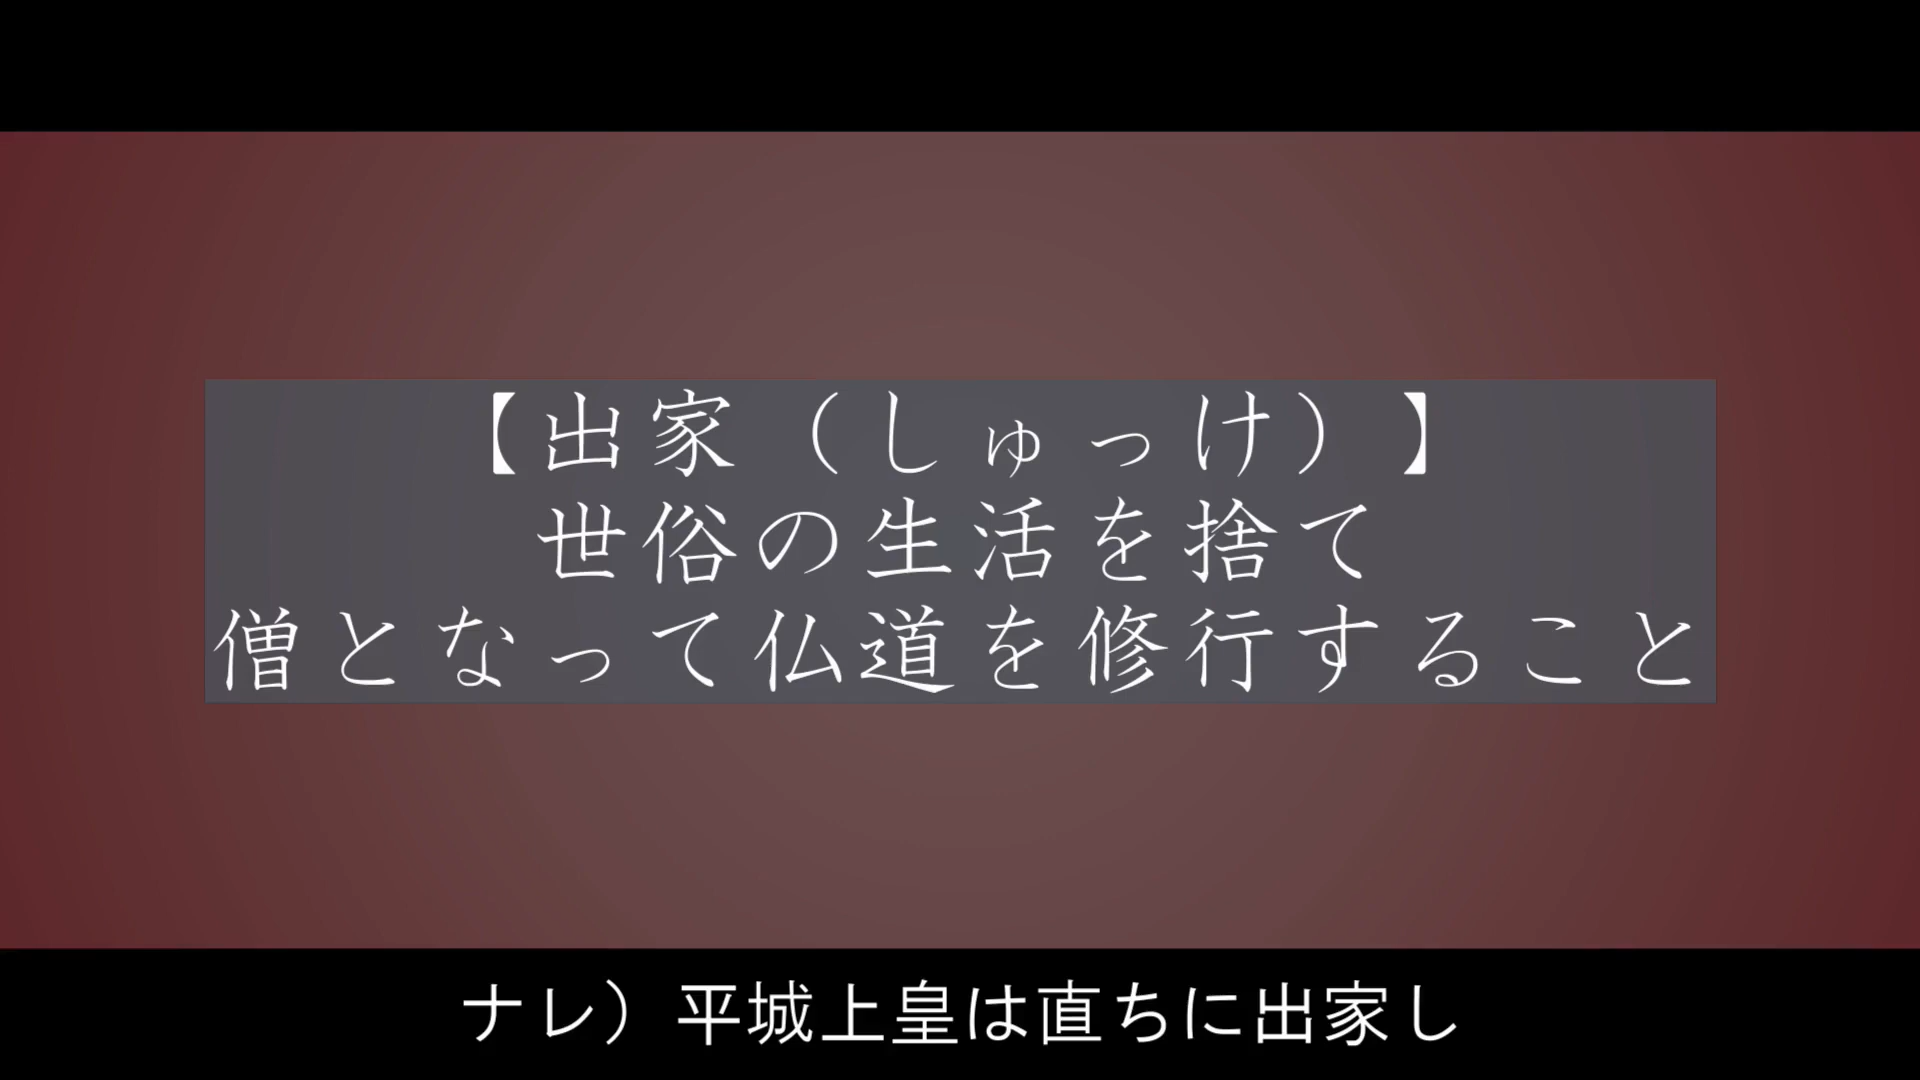 【出家（しゅっけ）】
世俗の生活を捨て
僧となって仏道を修行すること
ナレ）平城上皇は直ちに出家し